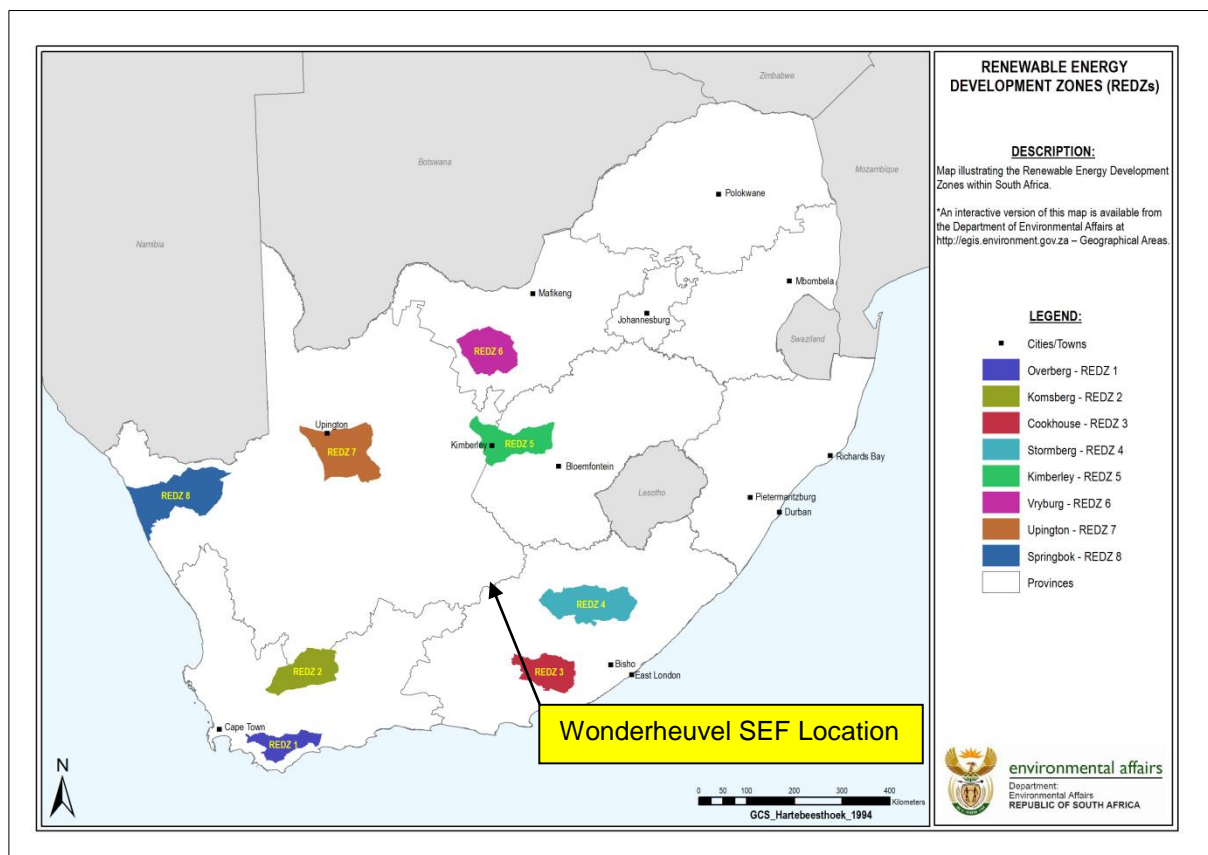 RENEWABLE ENERGY
DEVELOPMENT ZONES (REDZs)
DESCRIPTION:
Map illustrating the Renewable Energy Development
Zones within South Africa.
*An interactive version of this map is available from
the Department of Environmental Affairs at
http://egis.environment.gov.za – Geographical Areas.
LEGEND:
Cities/Towns
Overberg - REDZ 1
Komsberg - REDZ 2
Cookhouse - REDZ 3
Stormberg - REDZ 4
Kimberley - REDZ 5
Vryburg - REDZ 6
Upington - REDZ 7
Springbok - REDZ 8
Provinces
environmental affairs
Department:
Environmental Affairs
REPUBLIC OF SOUTH AFRICA
Zimbabwe
Botswana
Mozambique
Polokwane
Namibia
Mbombela
Mafikeng
Johannesburg
Swaziland
REDZ 6
Upington
Kimberley
REDZ 5
REDZ 7
Bloemfontein
Richards Bay
REDZ 8
Lesotho
Pietermaritzburg
Durban
REDZ 4
REDZ 2
REDZ 3
Bisho
East London
Cape Town
REDZ 1
Wonderheuvel SEF Location
N
0 50 100 200 300 400
Kilometers
GCS_Hartebeesthoek_1994